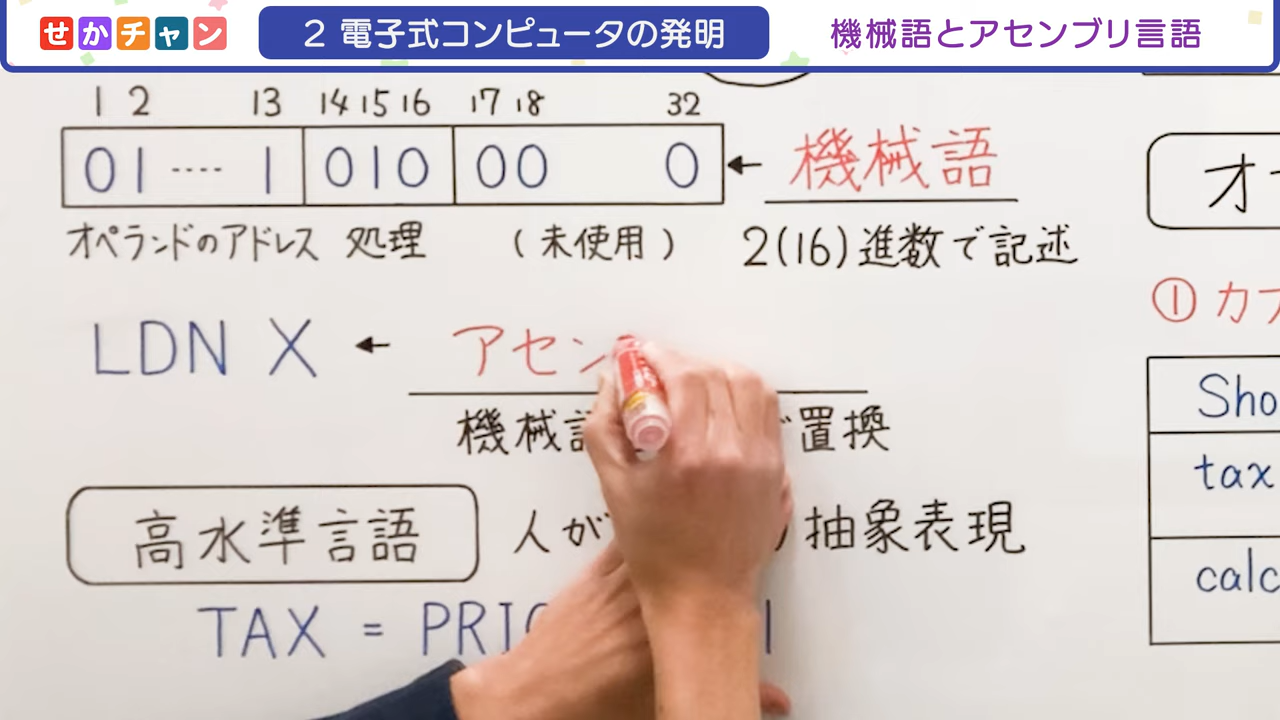 せかチャン
2 電子式コンピュータの発明
機械語とアセンブリ言語
1 2 13 14 15 16 17 18 32
01 ···· 1 010 00 0
機械語
オペランドのアドレス 処理 (未使用)
2(16)進数で記述
LDN X
アセン
機械 置換
高水準言語
人が 抽象表現
TAX = PRI 1
オ
① カ
Sho
tax
calc